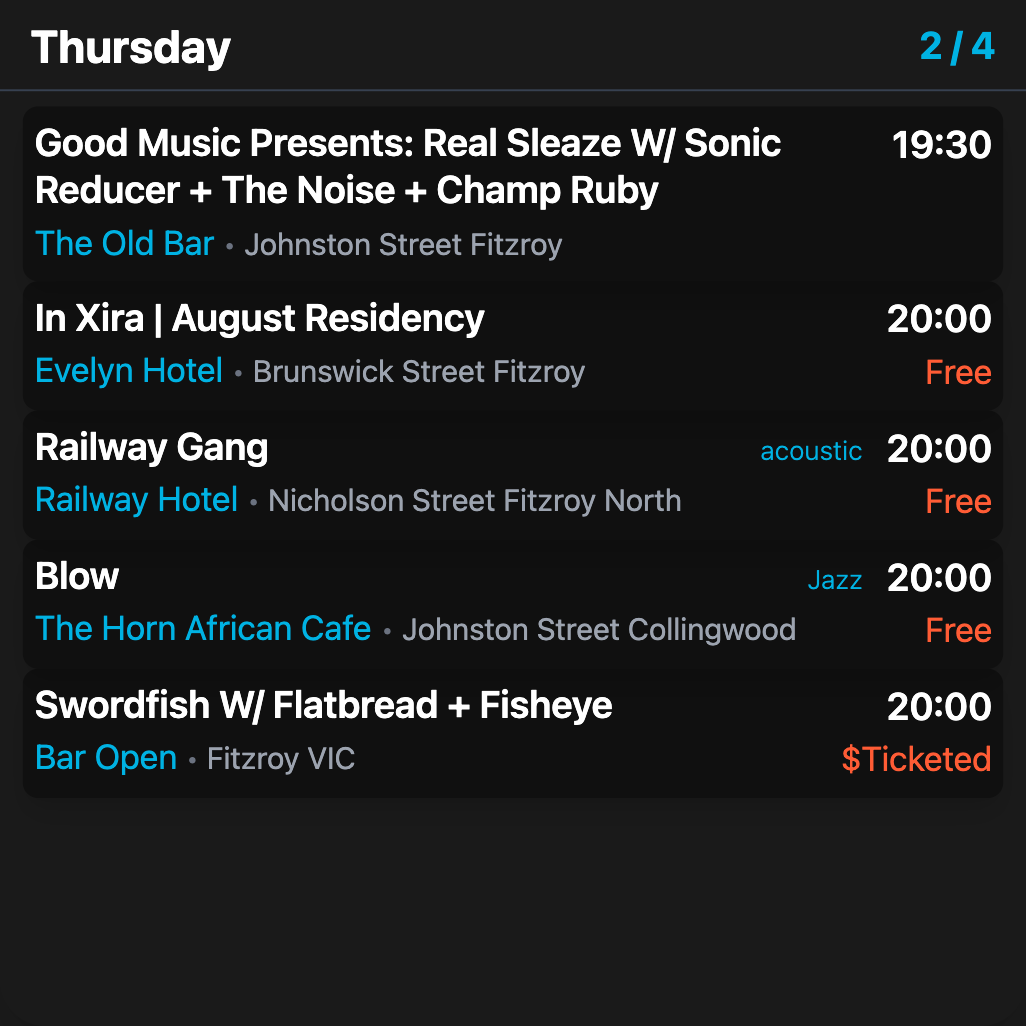 Thursday 2 / 4
Good Music Presents: Real Sleaze W/ Sonic 19:30
Reducer + The Noise + Champ Ruby
The Old Bar • Johnston Street Fitzroy
In Xira | August Residency 20:00
Evelyn Hotel • Brunswick Street Fitzroy Free
Railway Gang acoustic 20:00
Railway Hotel • Nicholson Street Fitzroy North Free
Blow Jazz 20:00
The Horn African Cafe • Johnston Street Collingwood Free
Swordfish W/ Flatbread + Fisheye 20:00
Bar Open • Fitzroy VIC $Ticketed